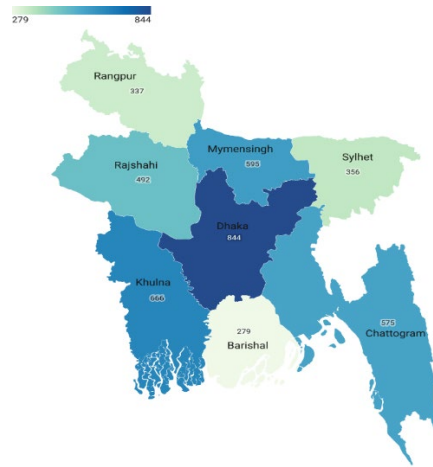 279 844
Rangpur
337
Mymensingh
595
Sylhet
356
Rajshahi
492
Dhaka
844
Khulna
666
279
Barishal
575
Chattogram